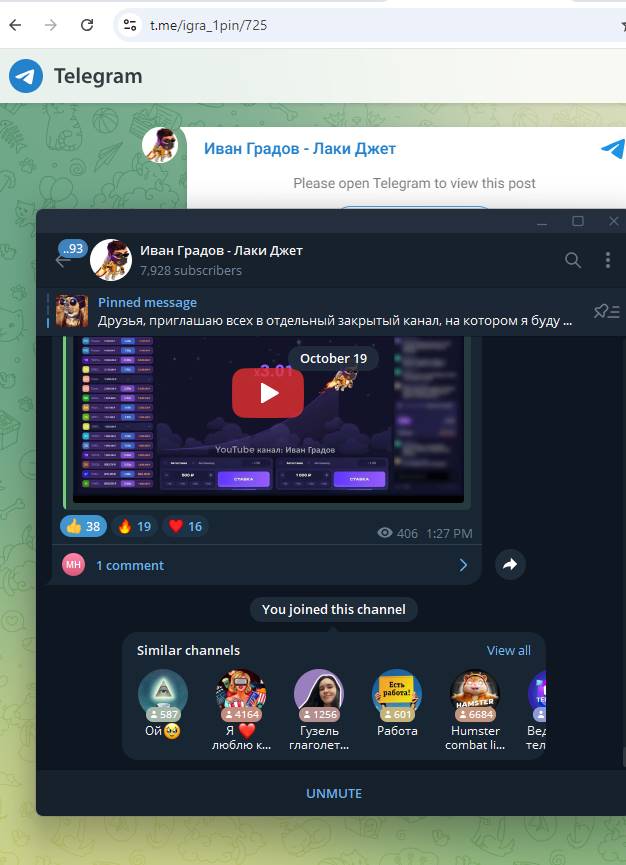 t.me/igra_1pin/725
Telegram
Иван Градов - Лаки Джет
Please open Telegram to view this post
..93
Иван Градов - Лаки Джет
7,928 subscribers
Pinned message
Друзья, приглашаю всех в отдельный закрытый канал, на котором я буду ...
October 19
x3.01
YouTube канал: Иван Градов
500 ₽
СТАВКА
1 000 ₽
СТАВКА
38
19
16
406 1:27 PM
МН
1 comment
You joined this channel
Similar channels
View all
587
4164
1256
Есть
работа!
601
HAMSTER
6684
Ой
Я
люблю к...
Гузель
глаголет...
Работа
Humster
combat li...
Вед
тел
UNMUTE